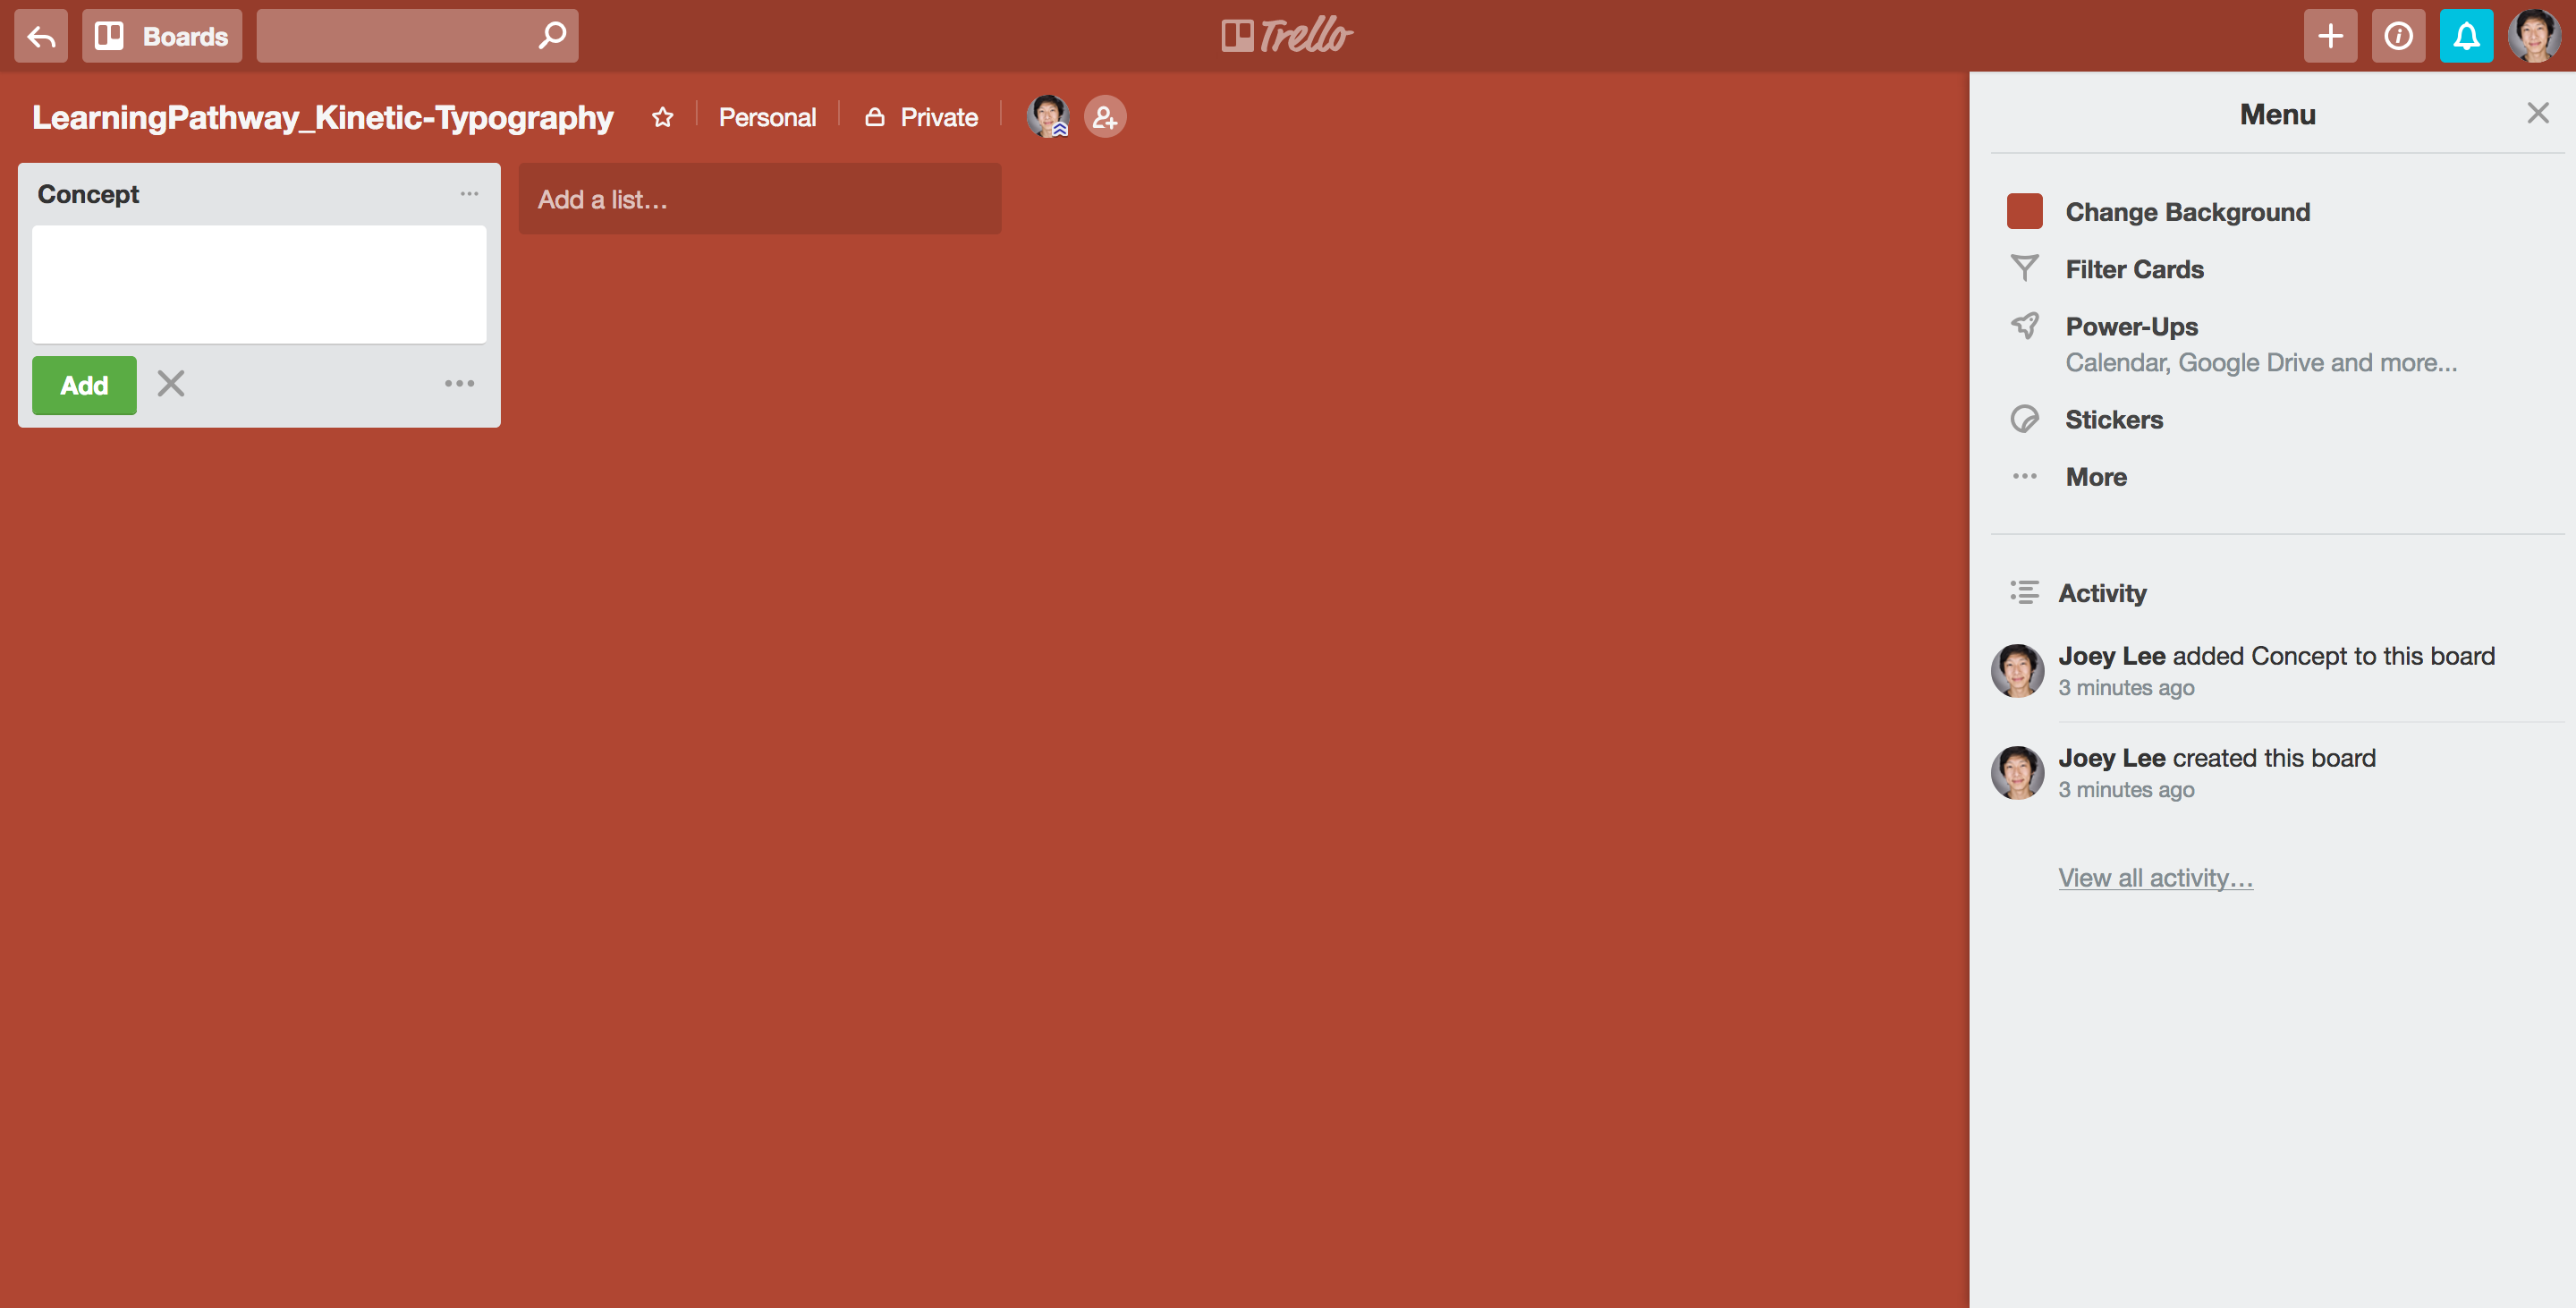 Boards
Trello
LearningPathway_Kinetic-Typography
Personal
Private
Concept
Add
Add a list…
Menu
Change Background
Filter Cards
Power-Ups
Calendar, Google Drive and more...
Stickers
More
Activity
Joey Lee added Concept to this board
3 minutes ago
Joey Lee created this board
3 minutes ago
View all activity…